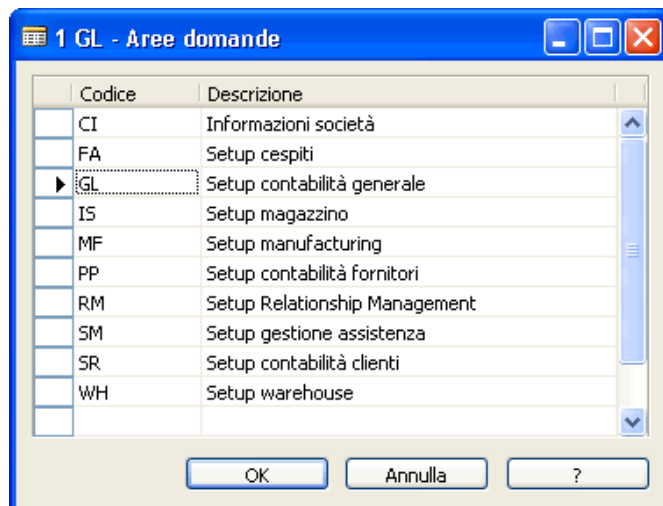 1 GL - Aree domande
Codice Descrizione
CI Informazioni società
FA Setup cespiti
GL Setup contabilità generale
IS Setup magazzino
MF Setup manufacturing
PP Setup contabilità fornitori
RM Setup Relationship Management
SM Setup gestione assistenza
SR Setup contabilità clienti
WH Setup warehouse
OK Annulla ?